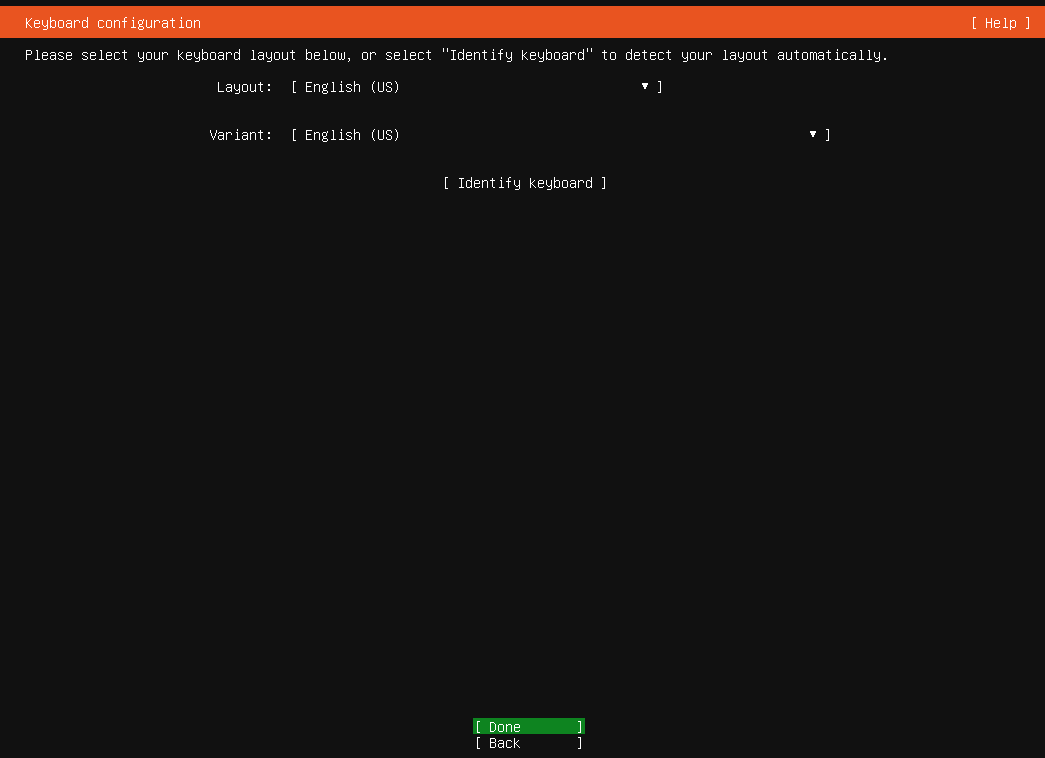 Keyboard configuration [ Help ]
Please select your keyboard layout below, or select "Identify keyboard" to detect your layout automatically.
Layout: [ English (US) ▾ ]
Variant: [ English (US) ▾ ]
[ Identify keyboard ]
[ Done ]
[ Back ]